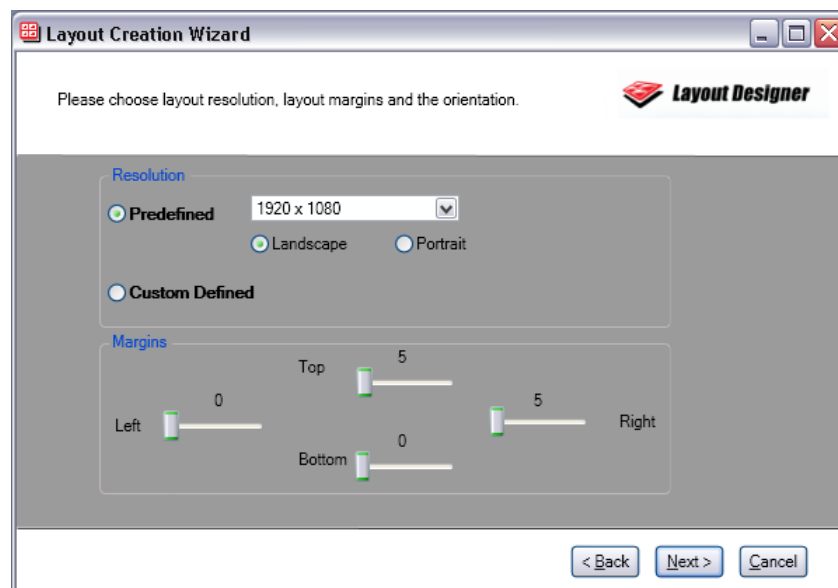 Layout Creation Wizard
Please choose layout resolution, layout margins and the orientation.
Layout Designer
Resolution
Predefined
1920 x 1080
Landscape
Portrait
Custom Defined
Margins
Top
5
Left
0
5
Right
Bottom
0
< Back
Next >
Cancel